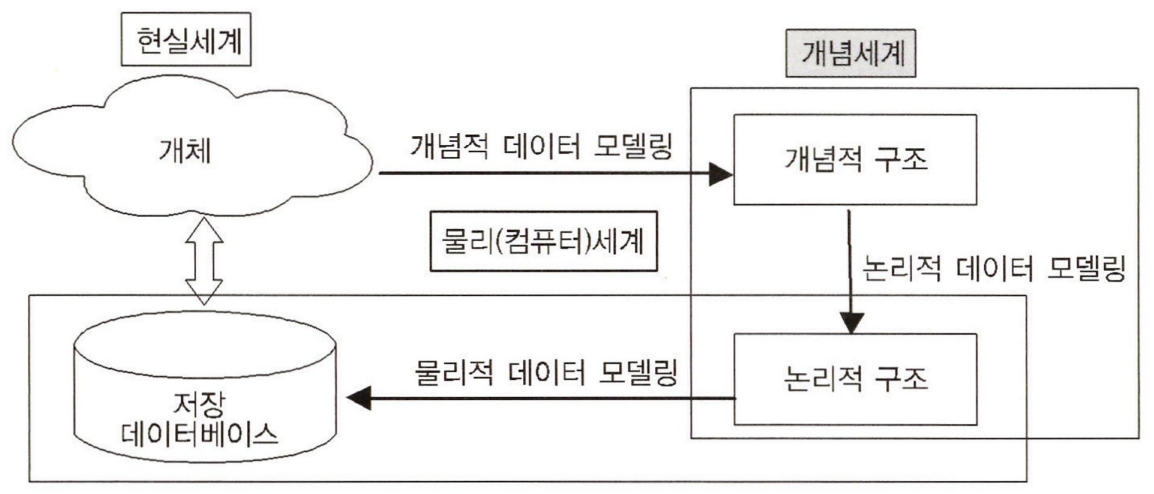 현실세계
개념세계
개체
개념적 데이터 모델링
개념적 구조
물리(컴퓨터)세계
논리적 데이터 모델링
물리적 데이터 모델링
논리적 구조
저장
데이터베이스